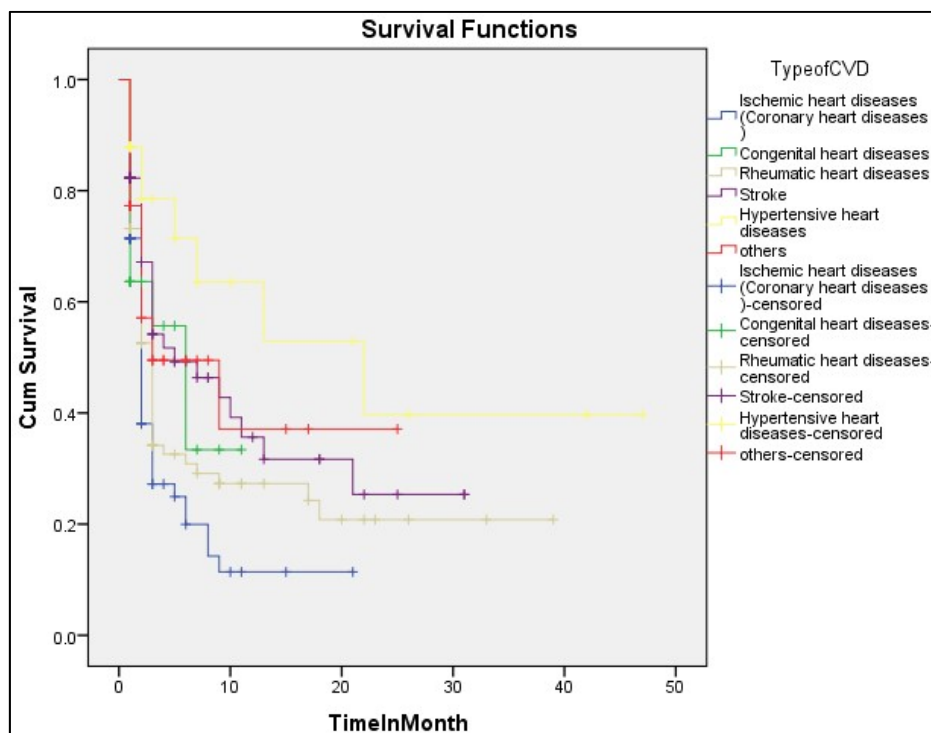 Survival Functions
1.0
0.8
0.6
0.4
0.2
0.0
Cum Survival
0
10
20
30
40
50
TimeInMonth
TypeofCVD
Ischemic heart diseases
(Coronary heart diseases
)
Congenital heart diseases
Rheumatic heart diseases
Stroke
Hypertensive heart
diseases
others
Ischemic heart diseases
(Coronary heart diseases
)-censored
Congenital heart diseases-
censored
Rheumatic heart diseases-
censored
Stroke-censored
Hypertensive heart
diseases-censored
others-censored